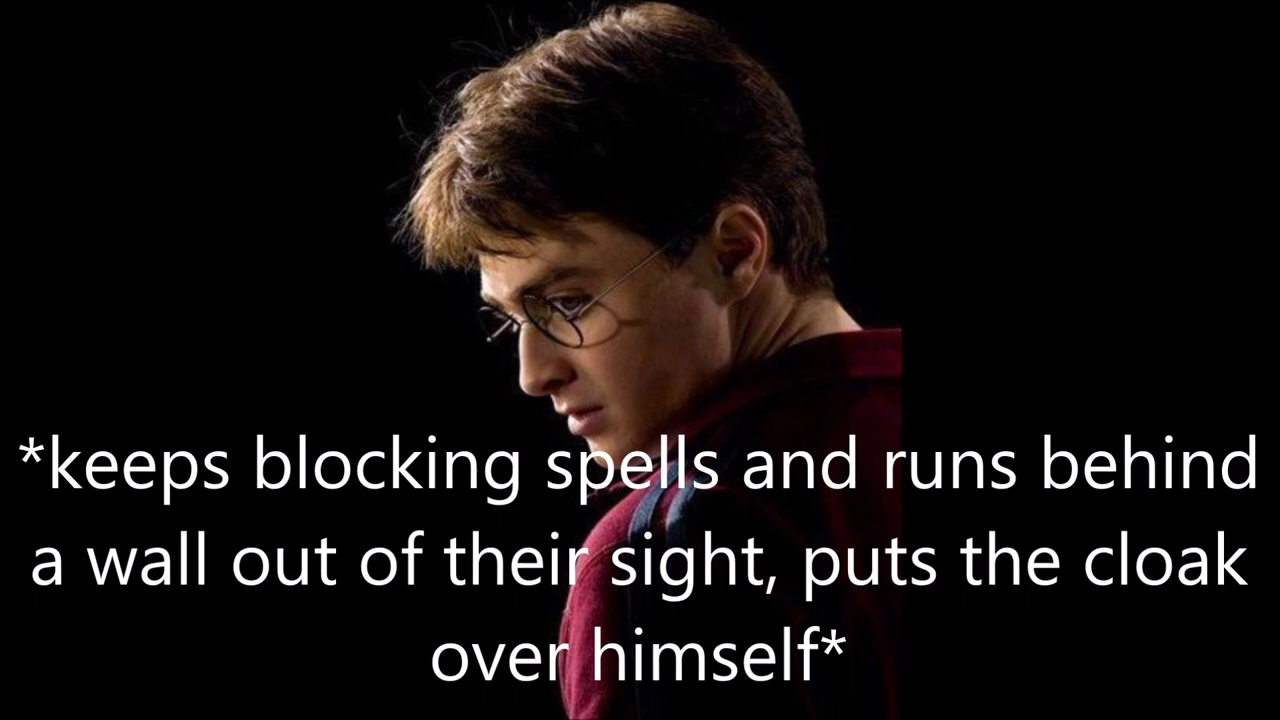 *keeps blocking spells and runs behind
a wall out of their sight, puts the cloak
over himself*